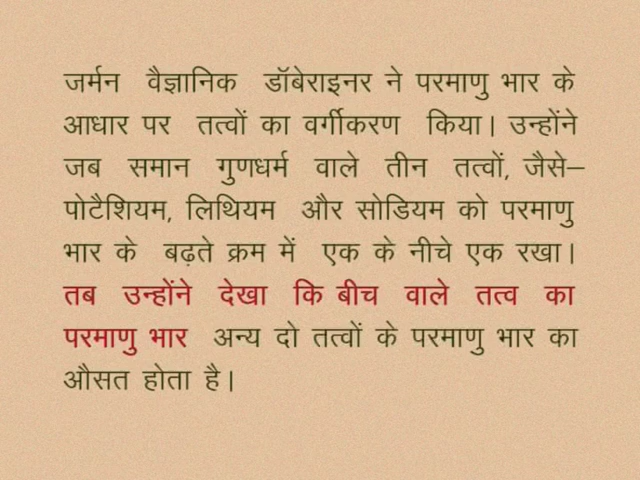 जर्मन वैज्ञानिक डॉबेराइनर ने परमाणु भार के
आधार पर तत्वों का वर्गीकरण किया। उन्होंने
जब समान गुणधर्म वाले तीन तत्वों, जैसे–
पोटैशियम, लिथियम और सोडियम को परमाणु
भार के बढ़ते क्रम में एक के नीचे एक रखा।
तब उन्होंने देखा कि बीच वाले तत्व का
परमाणु भार अन्य दो तत्वों के परमाणु भार का
औसत होता है।